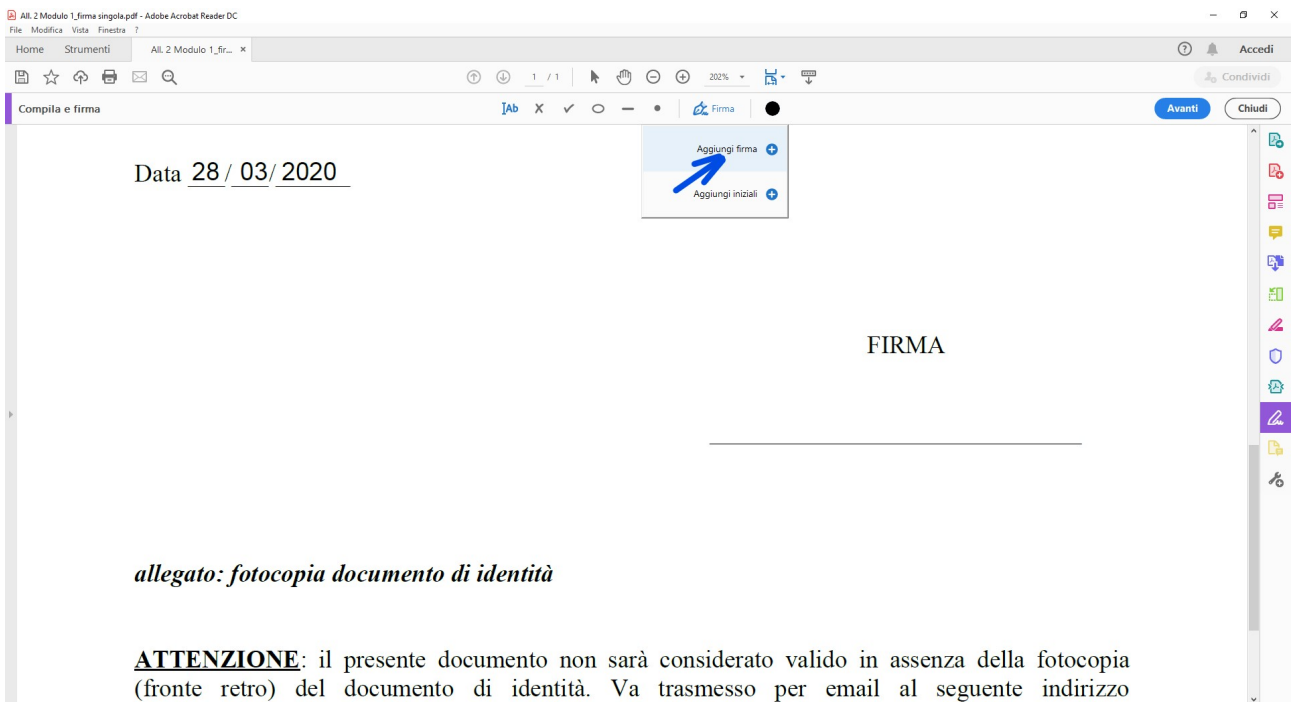 All. 2 Modulo 1_firma singola.pdf - Adobe Acrobat Reader DC
File Modifica Vista Finestra ?
Home Strumenti All. 2 Modulo 1_fir... × Accedi
1 / 1 202% Condividi
Compila e firma Ab Firma Avanti Chiudi
Aggiungi firma
Data 28 / 03/ 2020
Aggiungi iniziali
FIRMA
allegato: fotocopia documento di identità
ATTENZIONE: il presente documento non sarà considerato valido in assenza della fotocopia
(fronte retro) del documento di identità. Va trasmesso per email al seguente indirizzo